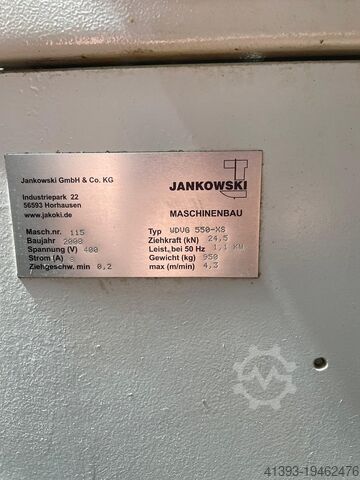 Jankowski GmbH & Co. KG
Industriepark 22
56593 Horhausen
www.jakoki.de
JANKOWSKI
MASCHINENBAU
Masch.nr. 115
Baujahr 2008
Spannung (V) 400
Strom (A)
Ziehgeschw. min 0,2
Typ WDVG 550-XS
Ziehkraft (kN) 24,5
Leist. bei 50 Hz 1,1 KW
Gewicht (kg) 950
max (m/min) 4,3
41393-19462476